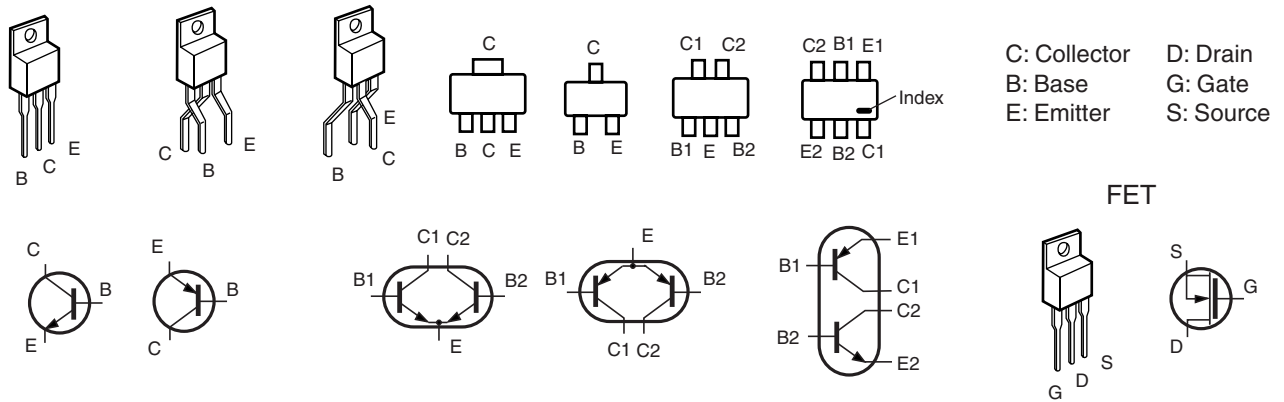 E
C
B
C
B
E
E
C
B
C
B C E
C
B E
C1 C2
B1 E B2
C2 B1 E1
Index
E2 B2 C1
C: Collector D: Drain
B: Base G: Gate
E: Emitter S: Source
FET
C
B
E
E
B
C
C1 C2
B1 B2
E
E
B1 B2
C1 C2
E1
B1
C1
C2
B2
E2
S
D
G
S
G
D